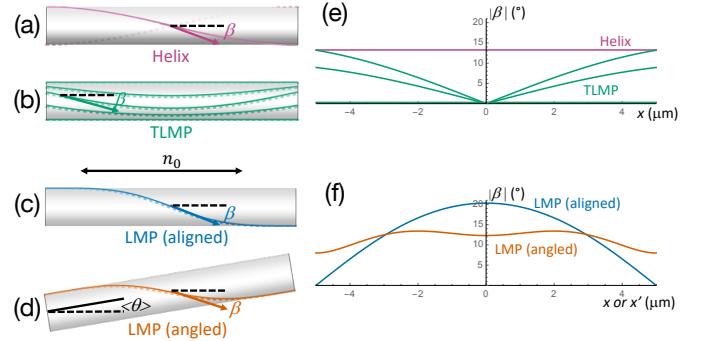 (a)
β
Helix
(b)
β
TLMP
n₀
(c)
β
LMP (aligned)
(d)
<θ>
β
LMP (angled)
(e)
|β| (°)
20
15
10
5
Helix
TLMP
-4
-2
0
2
4
x (μm)
(f)
|β| (°)
20
15
10
5
LMP (aligned)
LMP (angled)
-4
-2
0
2
4
x or x' (μm)